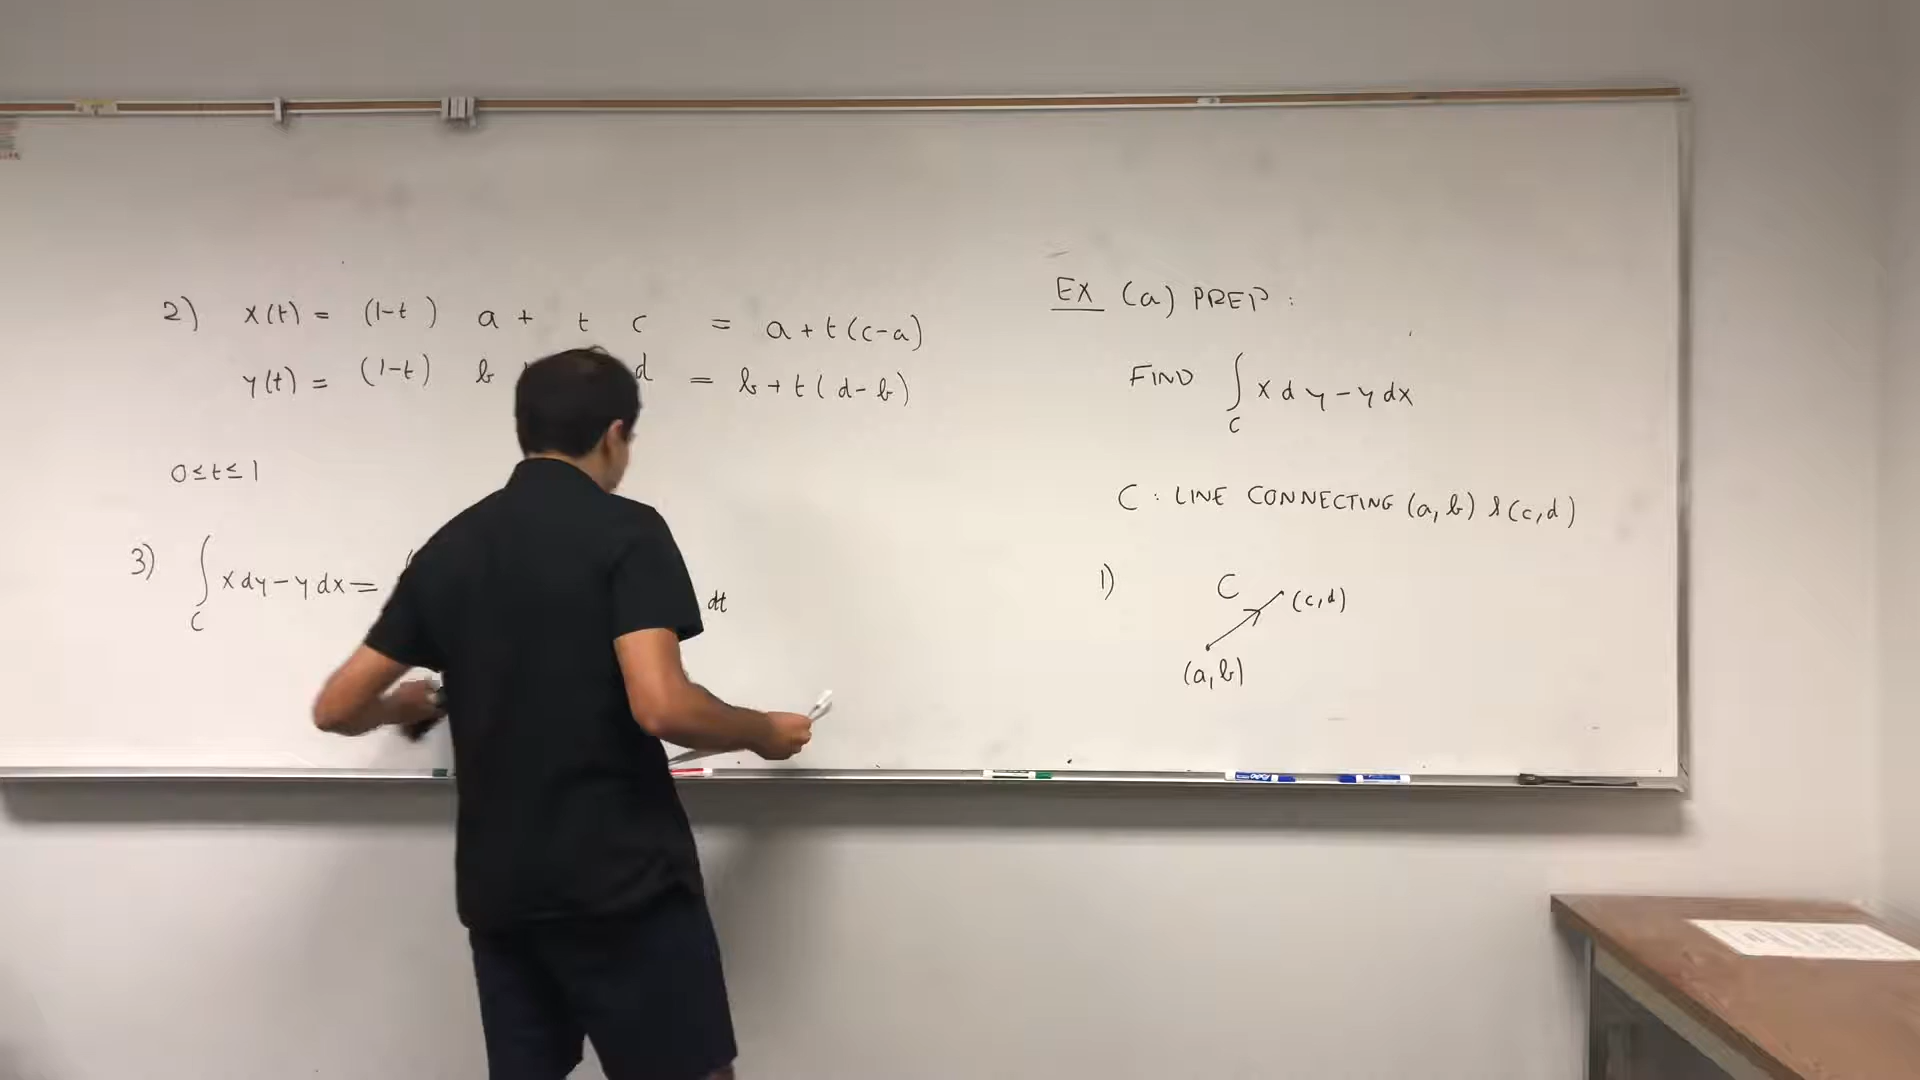 2) x(t) = (1-t) a + t c = a + t(c-a)
y(t) = (1-t) b d = b + t(d-b)
0 ≤ t ≤ 1
3) ∫ x dy - y dx = dt
C
EX (a) PREP :
FIND ∫ x dy - y dx
C
C : LINE CONNECTING (a,b) & (c,d)
1) C (c,d)
(a,b)